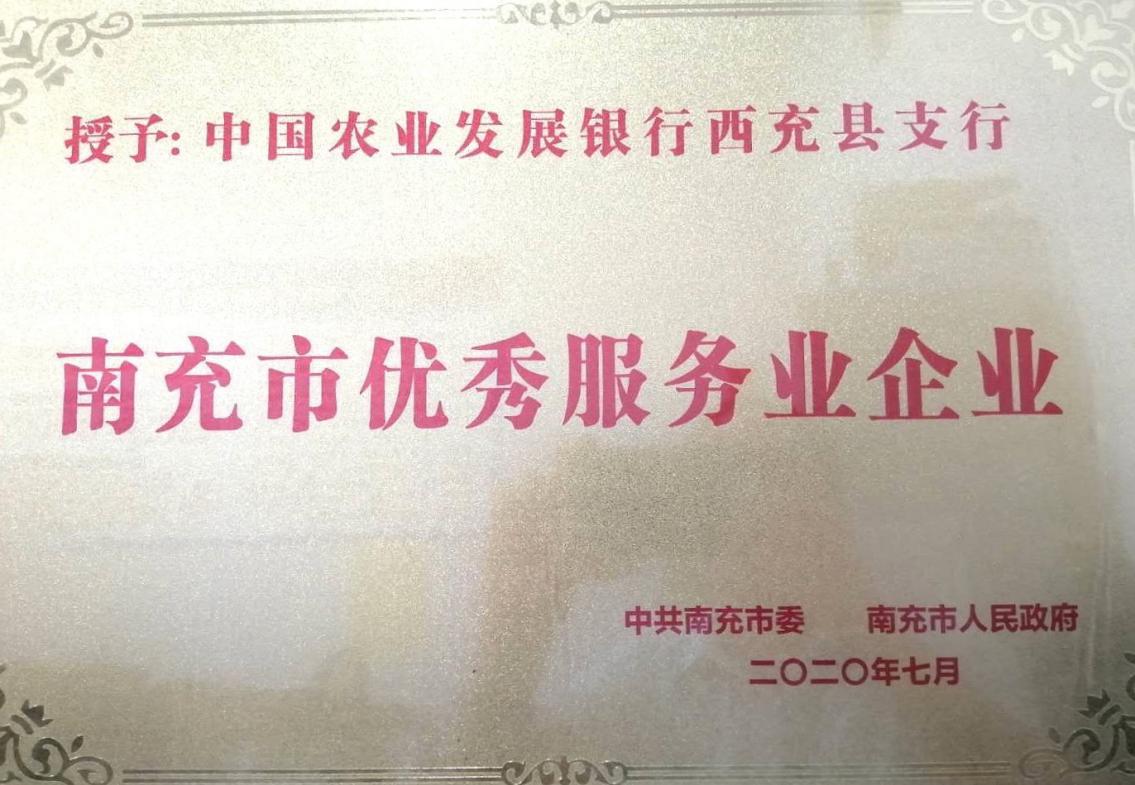 授予:中国农业发展银行西充县支行
南充市优秀服务业企业
中共南充市委 南充市人民政府
二〇二〇年七月